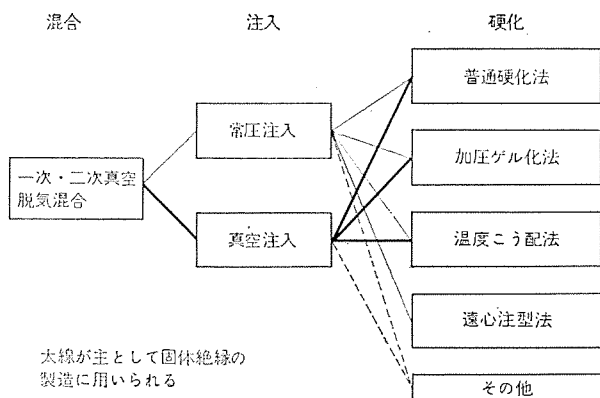 混合 注入 硬化
普通硬化法
常圧注入
加圧ゲル化法
一次・二次真空
脱気混合
真空注入
温度こう配法
遠心注型法
太線が主として固体絶縁の
製造に用いられる
その他